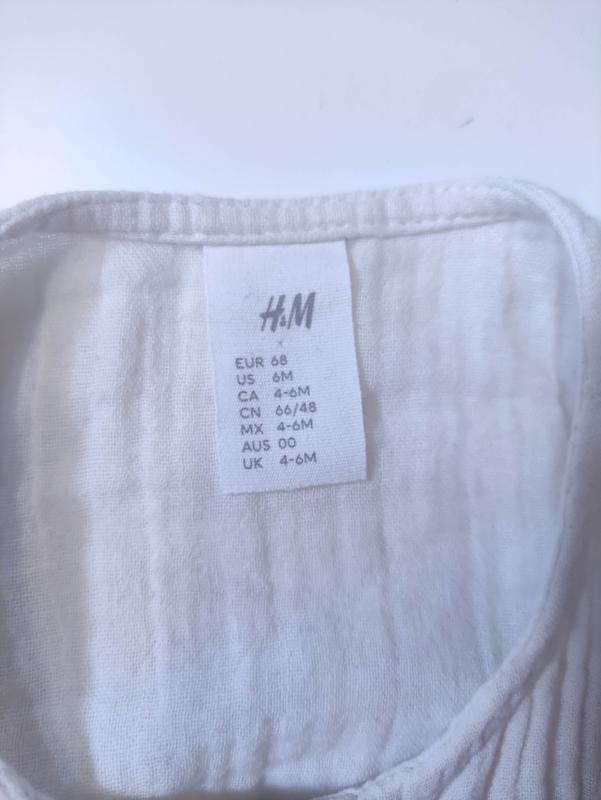 H&M
EUR 68
US 6M
CA 4-6M
CN 66/48
MX 4-6M
AUS 00
UK 4-6M